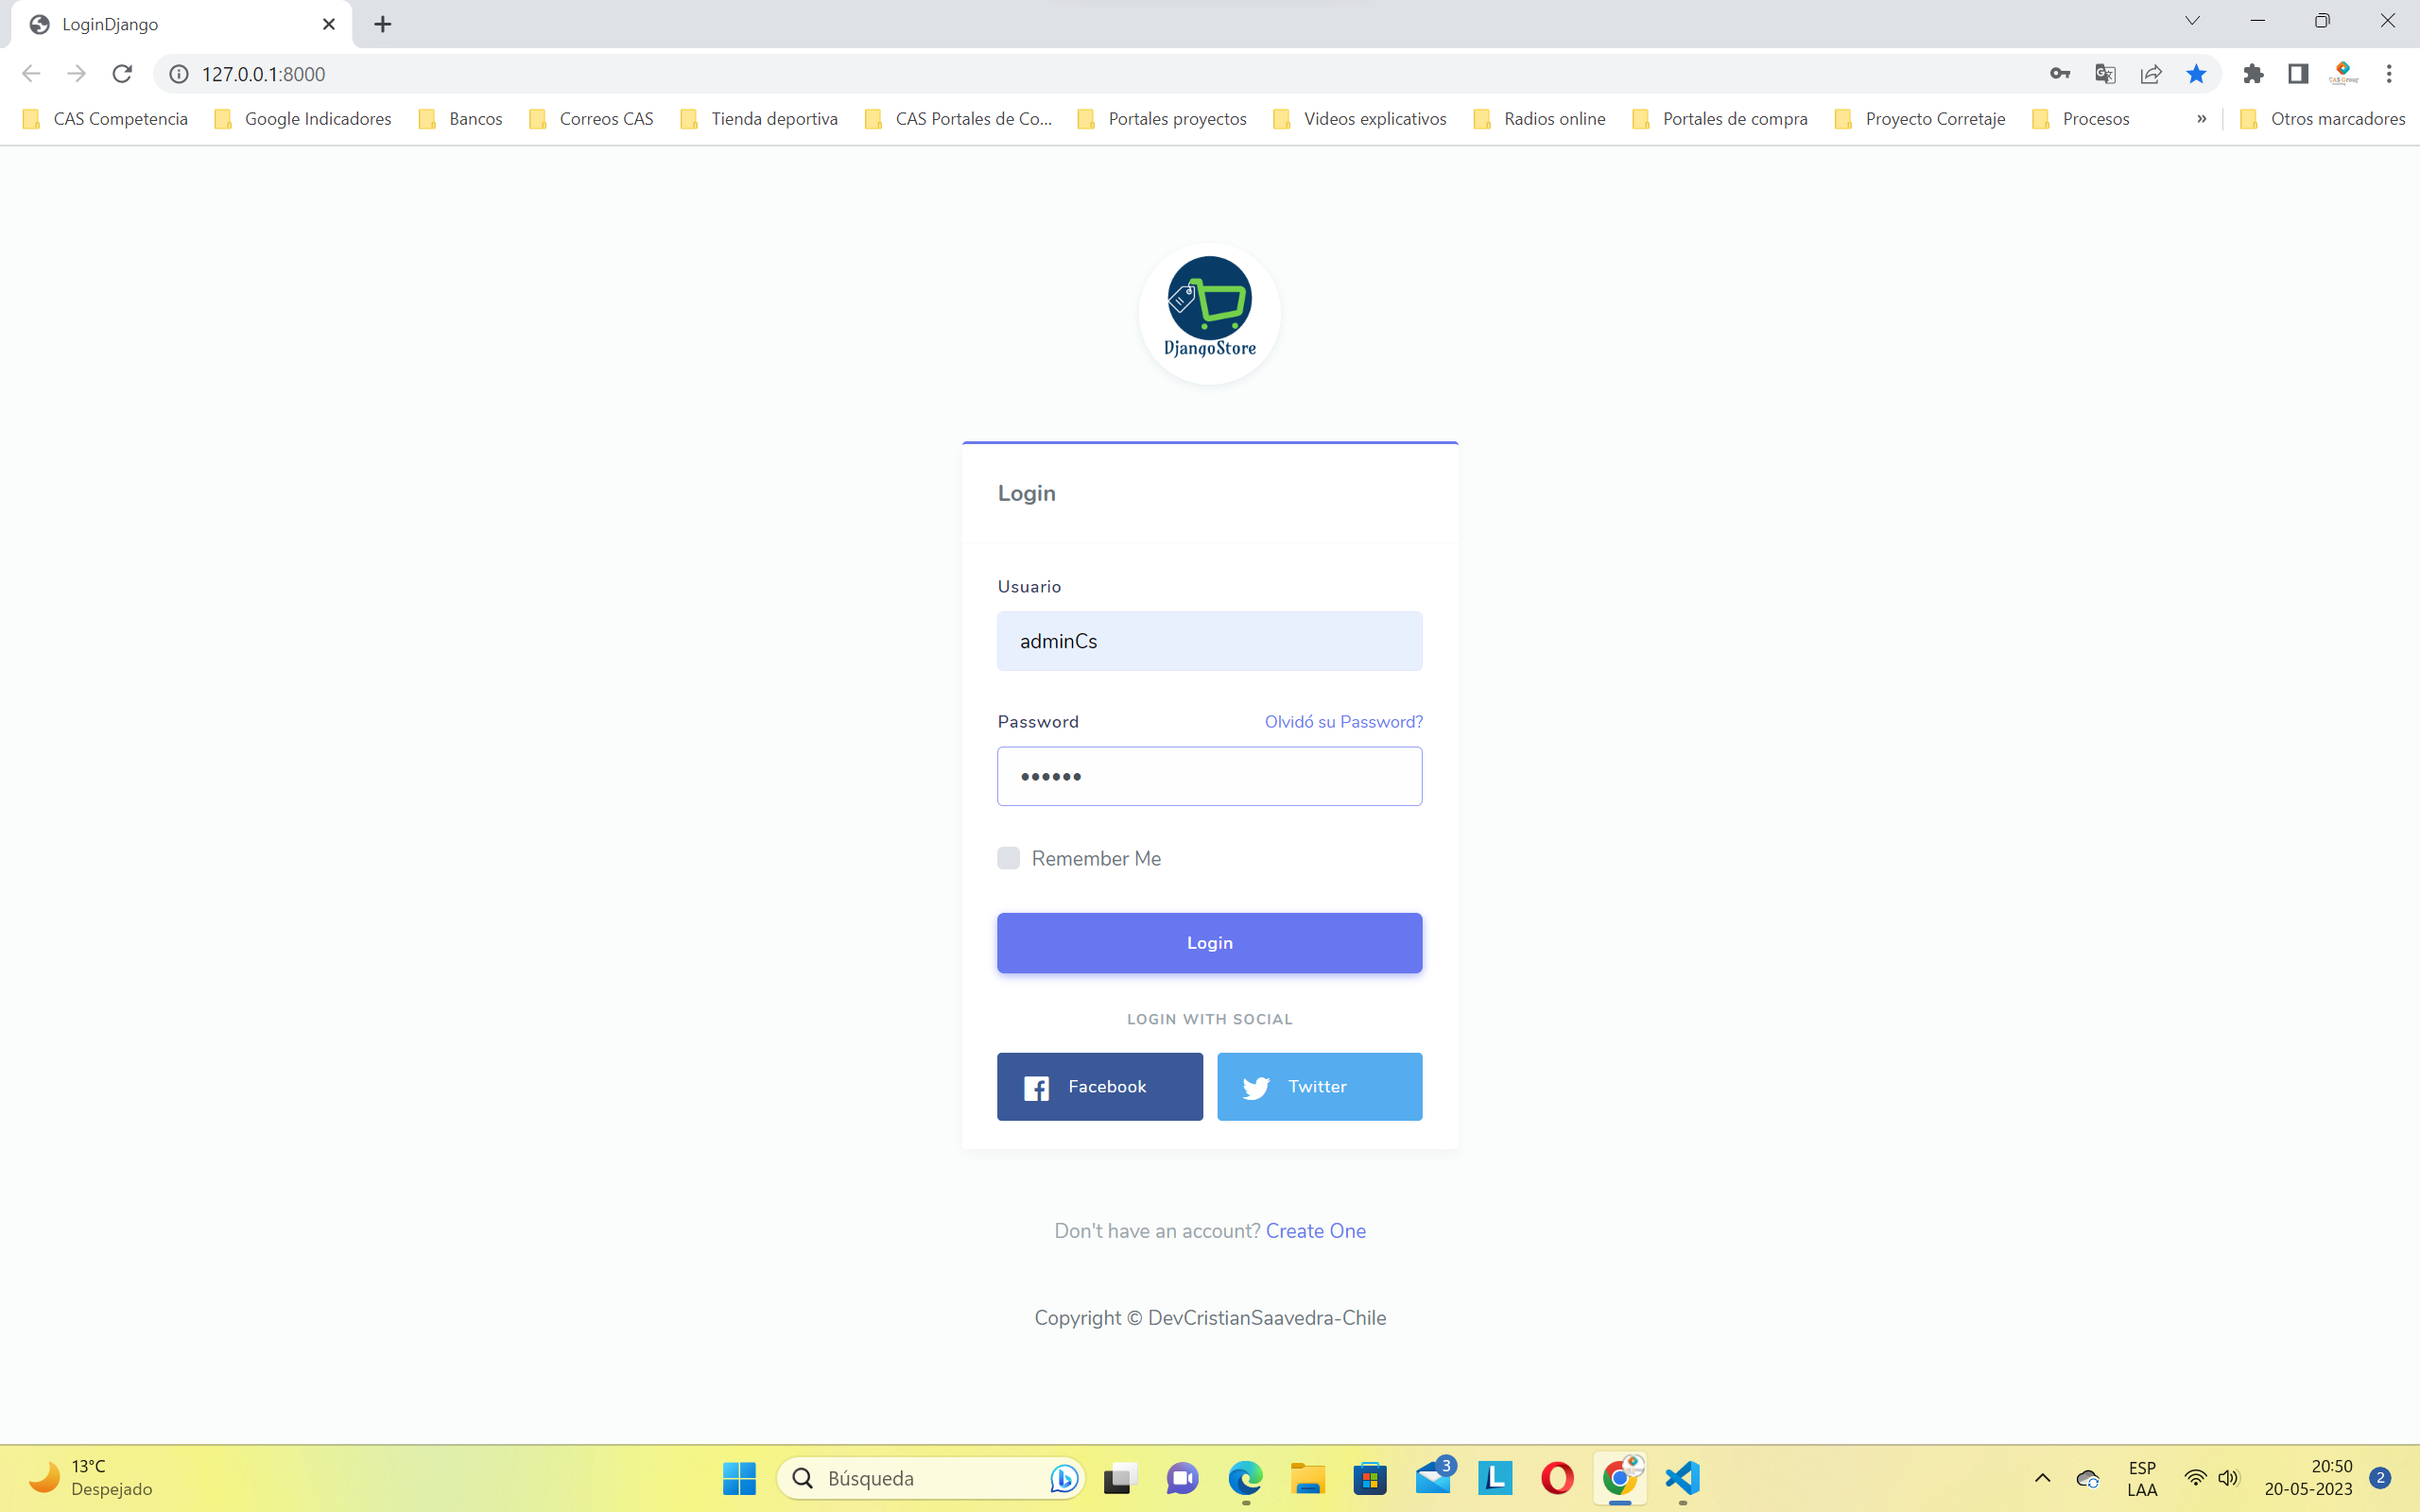 LoginDjango
127.0.0.1:8000
CAS Competencia Google Indicadores Bancos Correos CAS Tienda deportiva CAS Portales de Co... Portales proyectos Videos explicativos Radios online Portales de compra Proyecto Corretaje Procesos » Otros marcadores
DjangoStore
Login
Usuario
adminCs
Password Olvidó su Password?
••••••
Remember Me
Login
LOGIN WITH SOCIAL
Facebook Twitter
Don't have an account? Create One
Copyright © DevCristianSaavedra-Chile
13°C
Despejado
Búsqueda
3
ESP
LAA
20:50
20-05-2023
2